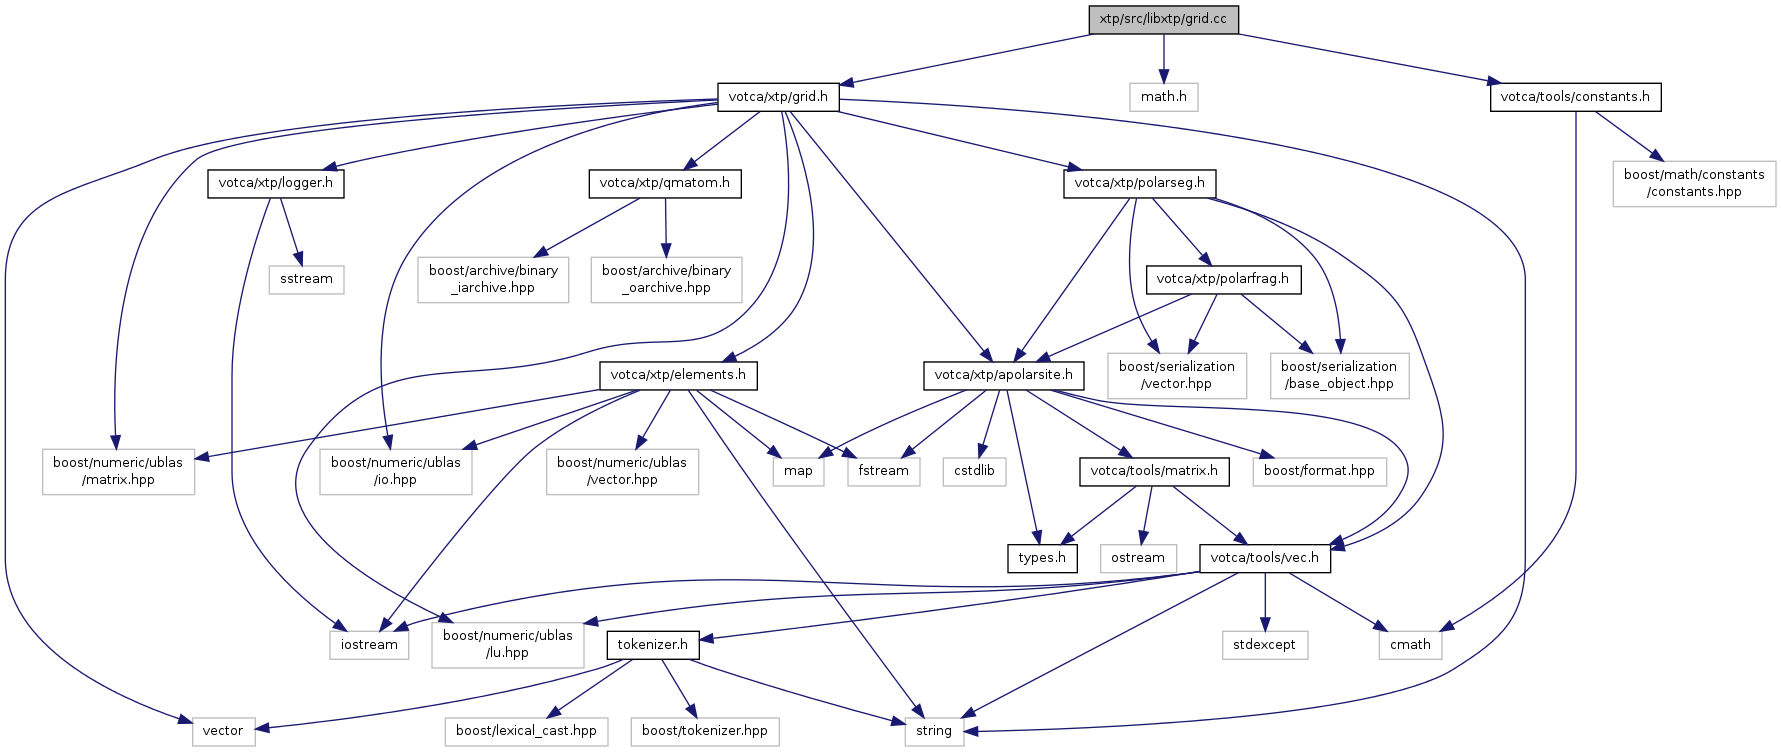 xtp/src/libxtp/grid.cc
votca/xtp/grid.h
math.h
votca/tools/constants.h
votca/xtp/logger.h
votca/xtp/qmatom.h
votca/xtp/polarseg.h
boost/math/constants
/constants.hpp
sstream
boost/archive/binary
_iarchive.hpp
boost/archive/binary
_oarchive.hpp
votca/xtp/polarfrag.h
votca/xtp/elements.h
votca/xtp/apolarsite.h
boost/serialization
/vector.hpp
boost/serialization
/base_object.hpp
boost/numeric/ublas
/matrix.hpp
boost/numeric/ublas
/io.hpp
boost/numeric/ublas
/vector.hpp
map
fstream
cstdlib
votca/tools/matrix.h
boost/format.hpp
types.h
ostream
votca/tools/vec.h
iostream
boost/numeric/ublas
/lu.hpp
tokenizer.h
stdexcept
cmath
vector
boost/lexical_cast.hpp
boost/tokenizer.hpp
string